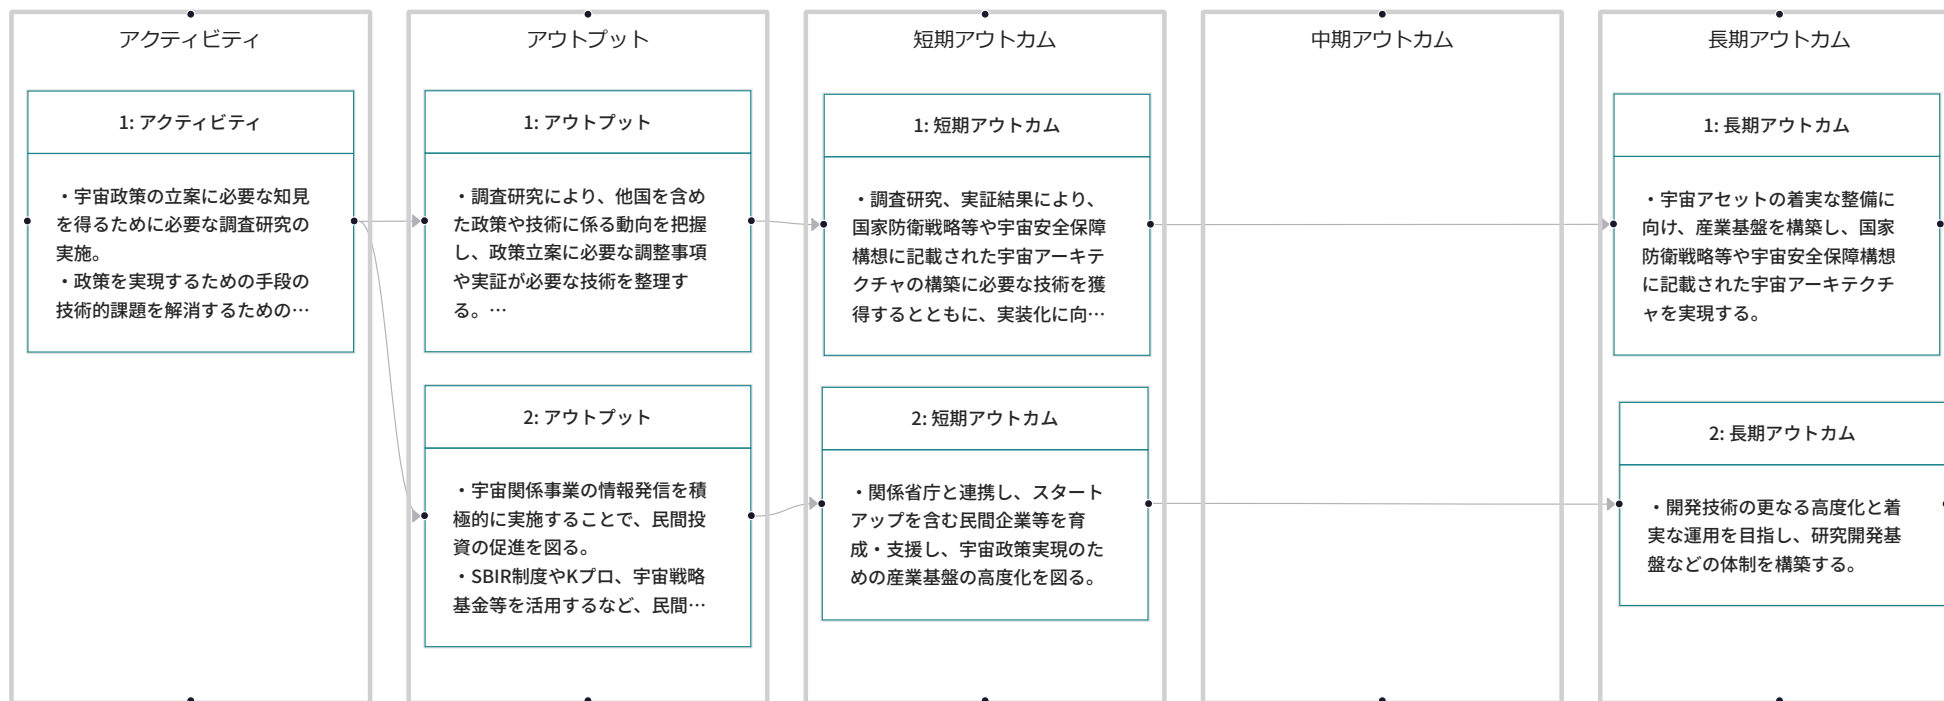 アクティビティ
1: アクティビティ
・宇宙政策の立案に必要な知見
を得るために必要な調査研究の
実施。
・政策を実現するための手段の
技術的課題を解消するための…
アウトプット
1: アウトプット
・調査研究により、他国を含め
た政策や技術に係る動向を把握
し、政策立案に必要な調整事項
や実証が必要な技術を整理す
る。…
2: アウトプット
・宇宙関係事業の情報発信を積
極的に実施することで、民間投
資の促進を図る。
・SBIR制度やKプロ、宇宙戦略
基金等を活用するなど、民間…
短期アウトカム
1: 短期アウトカム
・調査研究、実証結果により、
国家防衛戦略等や宇宙安全保障
構想に記載された宇宙アーキテ
クチャの構築に必要な技術を獲
得するとともに、実装化に向…
2: 短期アウトカム
・関係省庁と連携し、スタート
アップを含む民間企業等を育
成・支援し、宇宙政策実現のた
めの産業基盤の高度化を図る。
中期アウトカム
長期アウトカム
1: 長期アウトカム
・宇宙アセットの着実な整備に
向け、産業基盤を構築し、国家
防衛戦略等や宇宙安全保障構想
に記載された宇宙アーキテクチ
ャを実現する。
2: 長期アウトカム
・開発技術の更なる高度化と着
実な運用を目指し、研究開発基
盤などの体制を構築する。